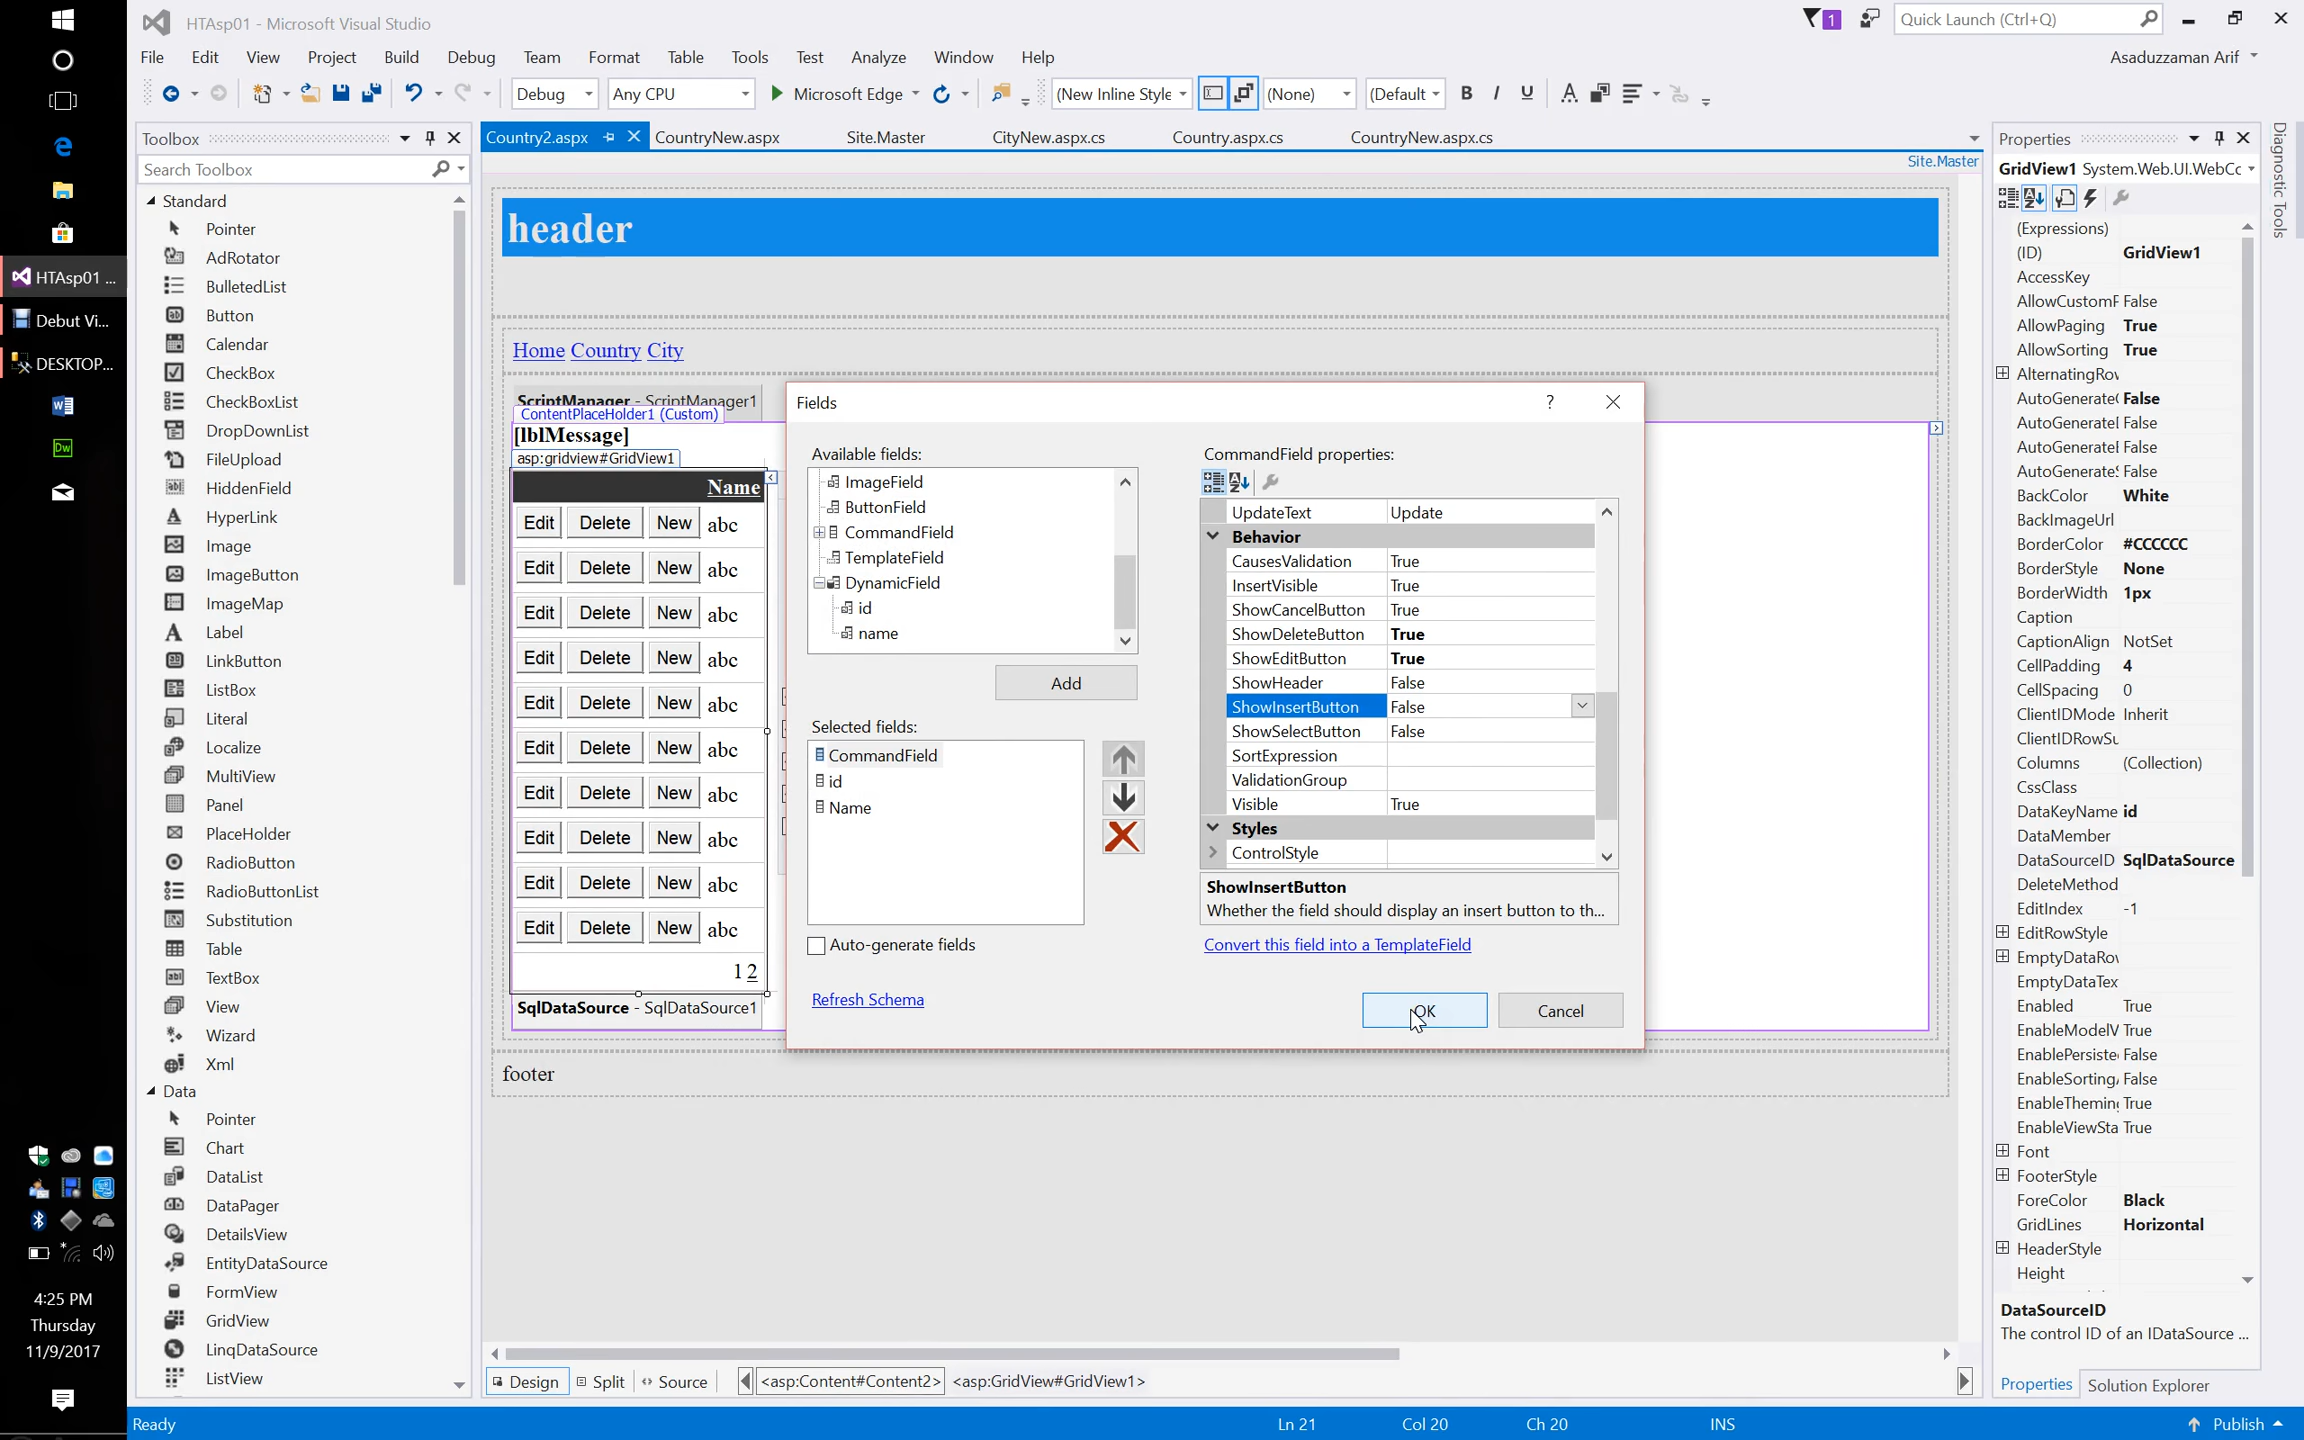 HTAsp01 - Microsoft Visual Studio
1
Quick Launch (Ctrl+Q)
File Edit View Project Build Debug Team Format Table Tools Test Analyze Window Help
Asaduzzaman Arif
Debug
Any CPU
Microsoft Edge
(New Inline Style
(None)
(Default
B I U
HTAsp01 ...
Debut Vi...
DESKTOP...
4:25 PM
Thursday
11/9/2017
Toolbox
Search Toolbox
Standard
Pointer
AdRotator
BulletedList
Button
Calendar
CheckBox
CheckBoxList
DropDownList
FileUpload
HiddenField
HyperLink
Image
ImageButton
ImageMap
Label
LinkButton
ListBox
Literal
Localize
MultiView
Panel
PlaceHolder
RadioButton
RadioButtonList
Substitution
Table
TextBox
View
Wizard
Xml
Data
Pointer
Chart
DataList
DataPager
DetailsView
EntityDataSource
FormView
GridView
LinqDataSource
ListView
Country2.aspx
CountryNew.aspx
Site.Master
CityNew.aspx.cs
Country.aspx.cs
CountryNew.aspx.cs
Site.Master
header
Home Country City
ScriptManager - ScriptManager1
ContentPlaceHolder1 (Custom)
[lblMessage]
asp:gridview#GridView1
Name
Edit Delete New abc
Edit Delete New abc
Edit Delete New abc
Edit Delete New abc
Edit Delete New abc
Edit Delete New abc
Edit Delete New abc
Edit Delete New abc
Edit Delete New abc
Edit Delete New abc
1 2
SqlDataSource - SqlDataSource1
footer
Fields
?
Available fields:
ImageField
ButtonField
CommandField
TemplateField
DynamicField
id
name
Add
Selected fields:
CommandField
id
Name
Auto-generate fields
Refresh Schema
CommandField properties:
UpdateText Update
Behavior
CausesValidation True
InsertVisible True
ShowCancelButton True
ShowDeleteButton True
ShowEditButton True
ShowHeader False
ShowInsertButton False
ShowSelectButton False
SortExpression
ValidationGroup
Visible True
Styles
ControlStyle
ShowInsertButton
Whether the field should display an insert button to th...
Convert this field into a TemplateField
OK
Cancel
Design
Split
Source
<asp:Content#Content2>
<asp:GridView#GridView1>
Properties
GridView1 System.Web.UI.WebCc
(Expressions)
(ID) GridView1
AccessKey
AllowCustomF False
AllowPaging True
AllowSorting True
AlternatingRov
AutoGenerate( False
AutoGenerateI False
AutoGenerateI False
AutoGenerateS False
BackColor White
BackImageUrl
BorderColor #CCCCCC
BorderStyle None
BorderWidth 1px
Caption
CaptionAlign NotSet
CellPadding 4
CellSpacing 0
ClientIDMode Inherit
ClientIDRowSu
Columns (Collection)
CssClass
DataKeyName id
DataMember
DataSourceID SqlDataSource
DeleteMethod
EditIndex -1
EditRowStyle
EmptyDataRov
EmptyDataTex
Enabled True
EnableModelV True
EnablePersiste False
EnableSorting, False
EnableTheming True
EnableViewSta True
Font
FooterStyle
ForeColor Black
GridLines Horizontal
HeaderStyle
Height
DataSourceID
The control ID of an IDataSource ...
Properties
Solution Explorer
Diagnostic Tools
Ready
Ln 21
Col 20
Ch 20
INS
Publish